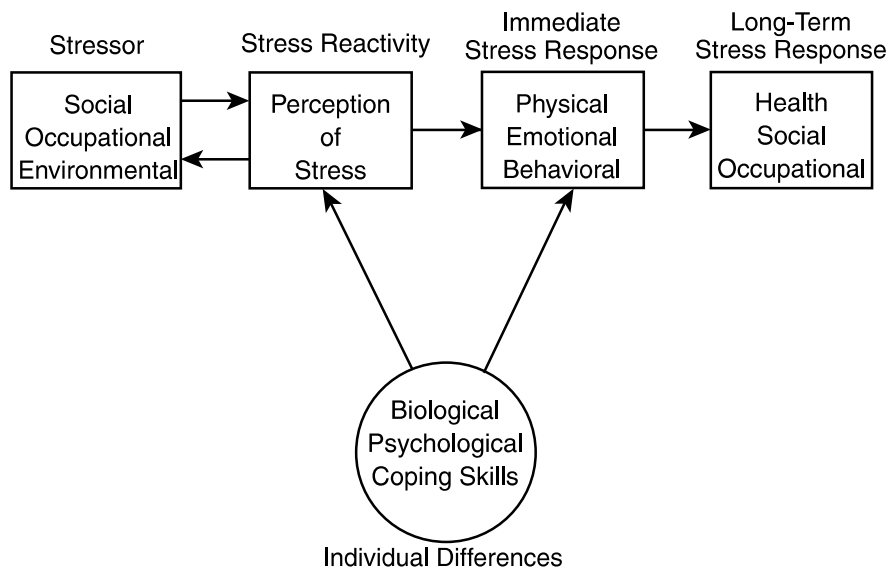 Stressor
Social
Occupational
Environmental
Stress Reactivity
Perception
of
Stress
Immediate
Stress Response
Physical
Emotional
Behavioral
Long-Term
Stress Response
Health
Social
Occupational
Biological
Psychological
Coping Skills
Individual Differences